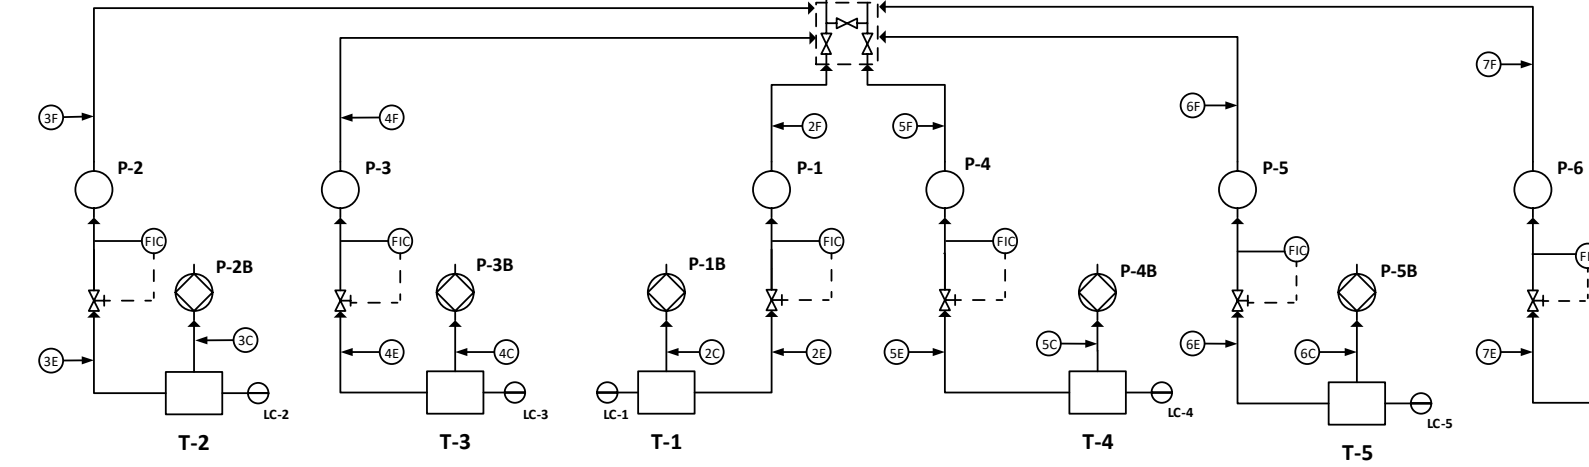 7F
3F
4F
2F
5F
6F
P-2
P-3
P-1
P-4
P-5
P-6
FIC
FIC
FIC
FIC
FIC
P-2B
P-3B
P-1B
P-4B
P-5B
3E
3C
4E
4C
2C
2E
5E
5C
6E
6C
7E
LC-2
LC-3
LC-1
LC-4
LC-5
T-2
T-3
T-1
T-4
T-5